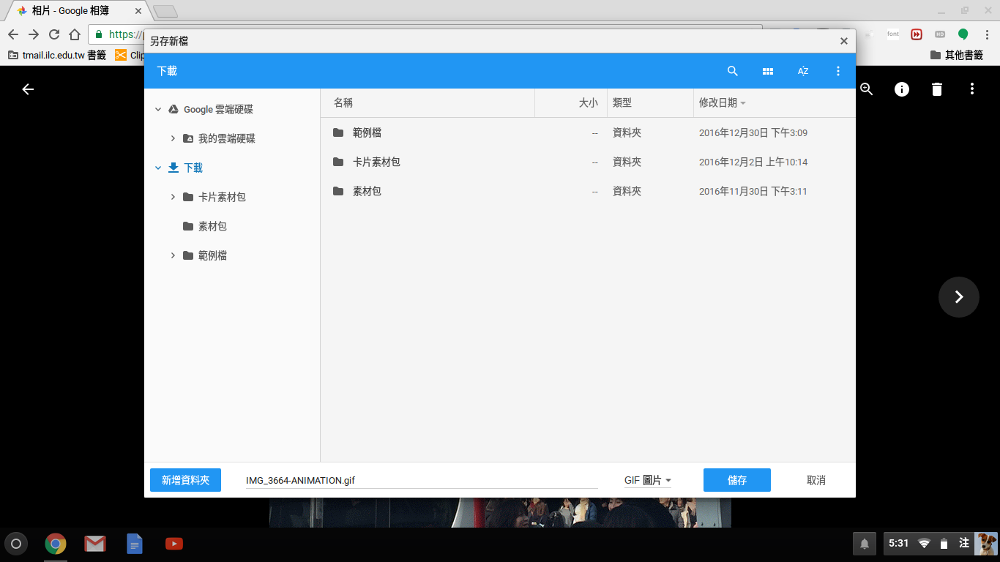 相片 - Google 相簿
https://
font
HD
tmail.ilc.edu.tw 書籤
Clip
其他書籤
另存新檔
下載
AZ
名稱
大小
類型
修改日期
Google 雲端硬碟
我的雲端硬碟
下載
卡片素材包
素材包
範例檔
範例檔 -- 資料夾 2016年12月30日 下午3:09
卡片素材包 -- 資料夾 2016年12月2日 上午10:14
素材包 -- 資料夾 2016年11月30日 下午3:11
新增資料夾
IMG_3664-ANIMATION.gif
GIF 圖片
儲存
取消
5:31
注